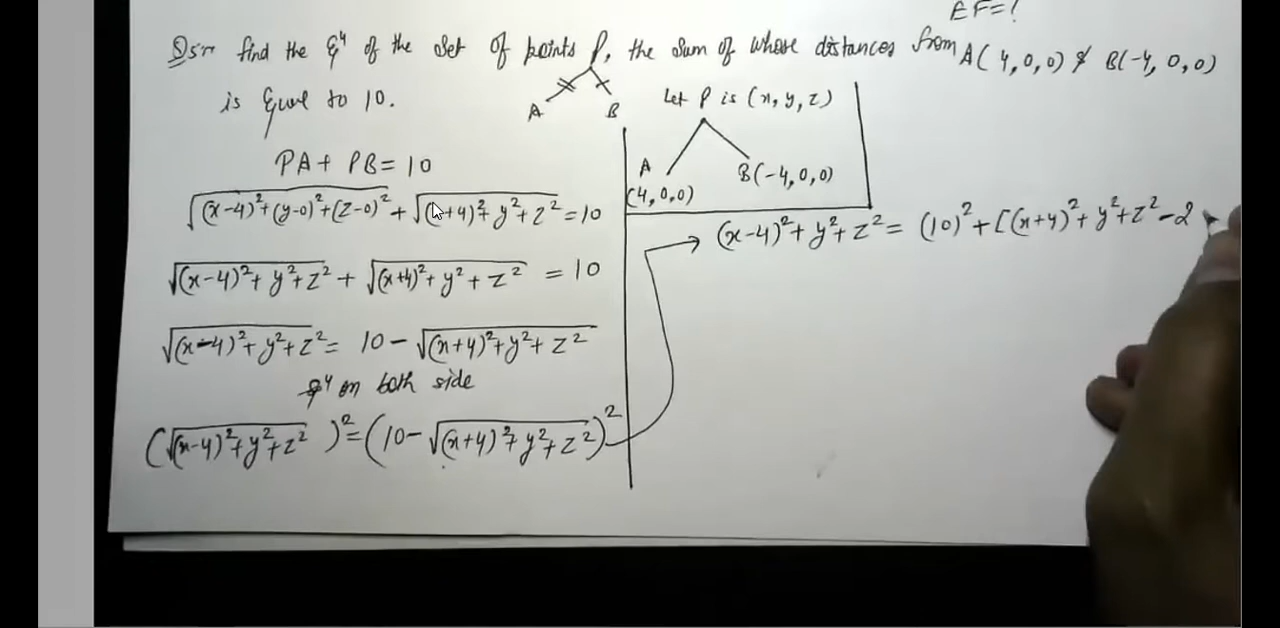 EF=?
Q5:- find the Eq of the set of points P, the sum of whose distances from A(4,0,0) & B(-4,0,0)
is Equal to 10.
A B
Let P is (x,y,z)
A
(4,0,0)
B(-4,0,0)
PA+ PB= 10
√(x-4)²+(y-0)²+(z-0)² + √(x+4)²+ y²+z² =10
√(x-4)²+ y²+z² + √(x+4)²+ y²+ z² = 10
√(x-4)²+y²+z² = 10 - √(x+4)²+y²+ z²
on both side
(√(x-4)²+y²+z² )² = (10-√(x+4)²+y²+z²)²
(x-4)²+ y²+ z² = (10)²+[(x+4)²+ y²+z²-2